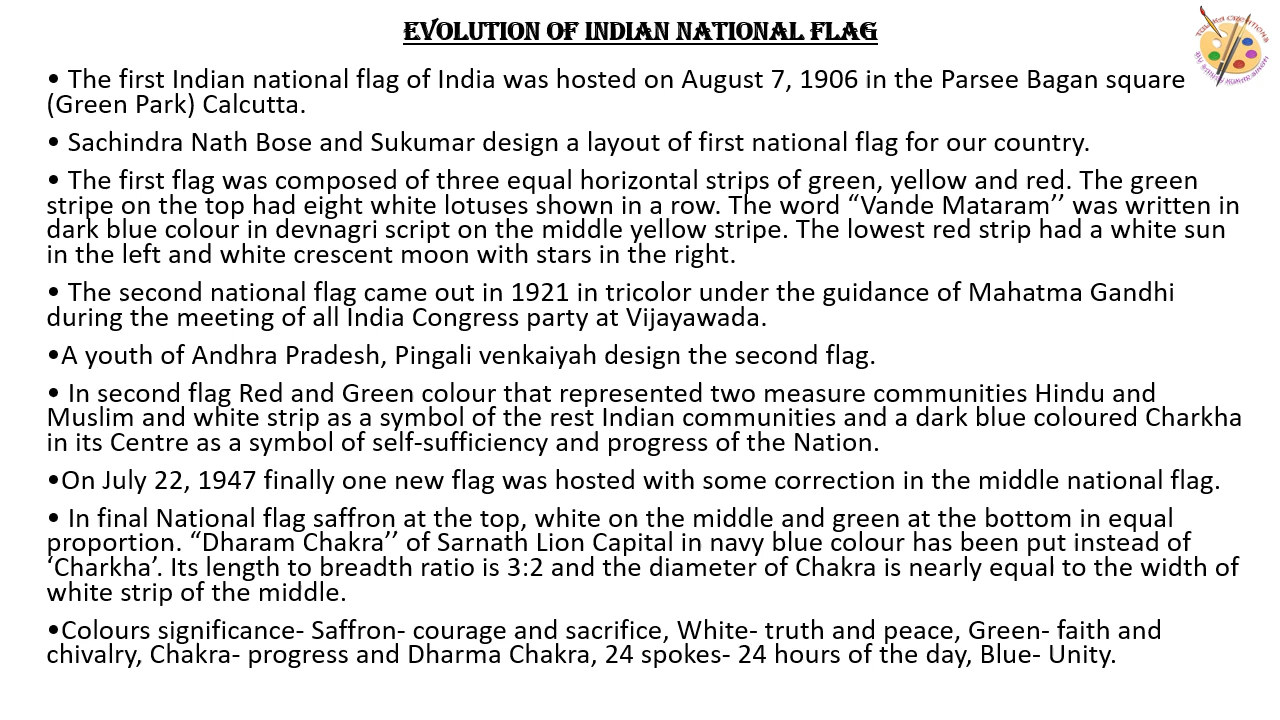 EVOLUTION OF INDIAN NATIONAL FLAG
• The first Indian national flag of India was hosted on August 7, 1906 in the Parsee Bagan square
(Green Park) Calcutta.
• Sachindra Nath Bose and Sukumar design a layout of first national flag for our country.
• The first flag was composed of three equal horizontal strips of green, yellow and red. The green
stripe on the top had eight white lotuses shown in a row. The word “Vande Mataram’’ was written in
dark blue colour in devnagri script on the middle yellow stripe. The lowest red strip had a white sun
in the left and white crescent moon with stars in the right.
• The second national flag came out in 1921 in tricolor under the guidance of Mahatma Gandhi
during the meeting of all India Congress party at Vijayawada.
•A youth of Andhra Pradesh, Pingali venkaiyah design the second flag.
• In second flag Red and Green colour that represented two measure communities Hindu and
Muslim and white strip as a symbol of the rest Indian communities and a dark blue coloured Charkha
in its Centre as a symbol of self-sufficiency and progress of the Nation.
•On July 22, 1947 finally one new flag was hosted with some correction in the middle national flag.
• In final National flag saffron at the top, white on the middle and green at the bottom in equal
proportion. “Dharam Chakra’’ of Sarnath Lion Capital in navy blue colour has been put instead of
‘Charkha’. Its length to breadth ratio is 3:2 and the diameter of Chakra is nearly equal to the width of
white strip of the middle.
•Colours significance- Saffron- courage and sacrifice, White- truth and peace, Green- faith and
chivalry, Chakra- progress and Dharma Chakra, 24 spokes- 24 hours of the day, Blue- Unity.